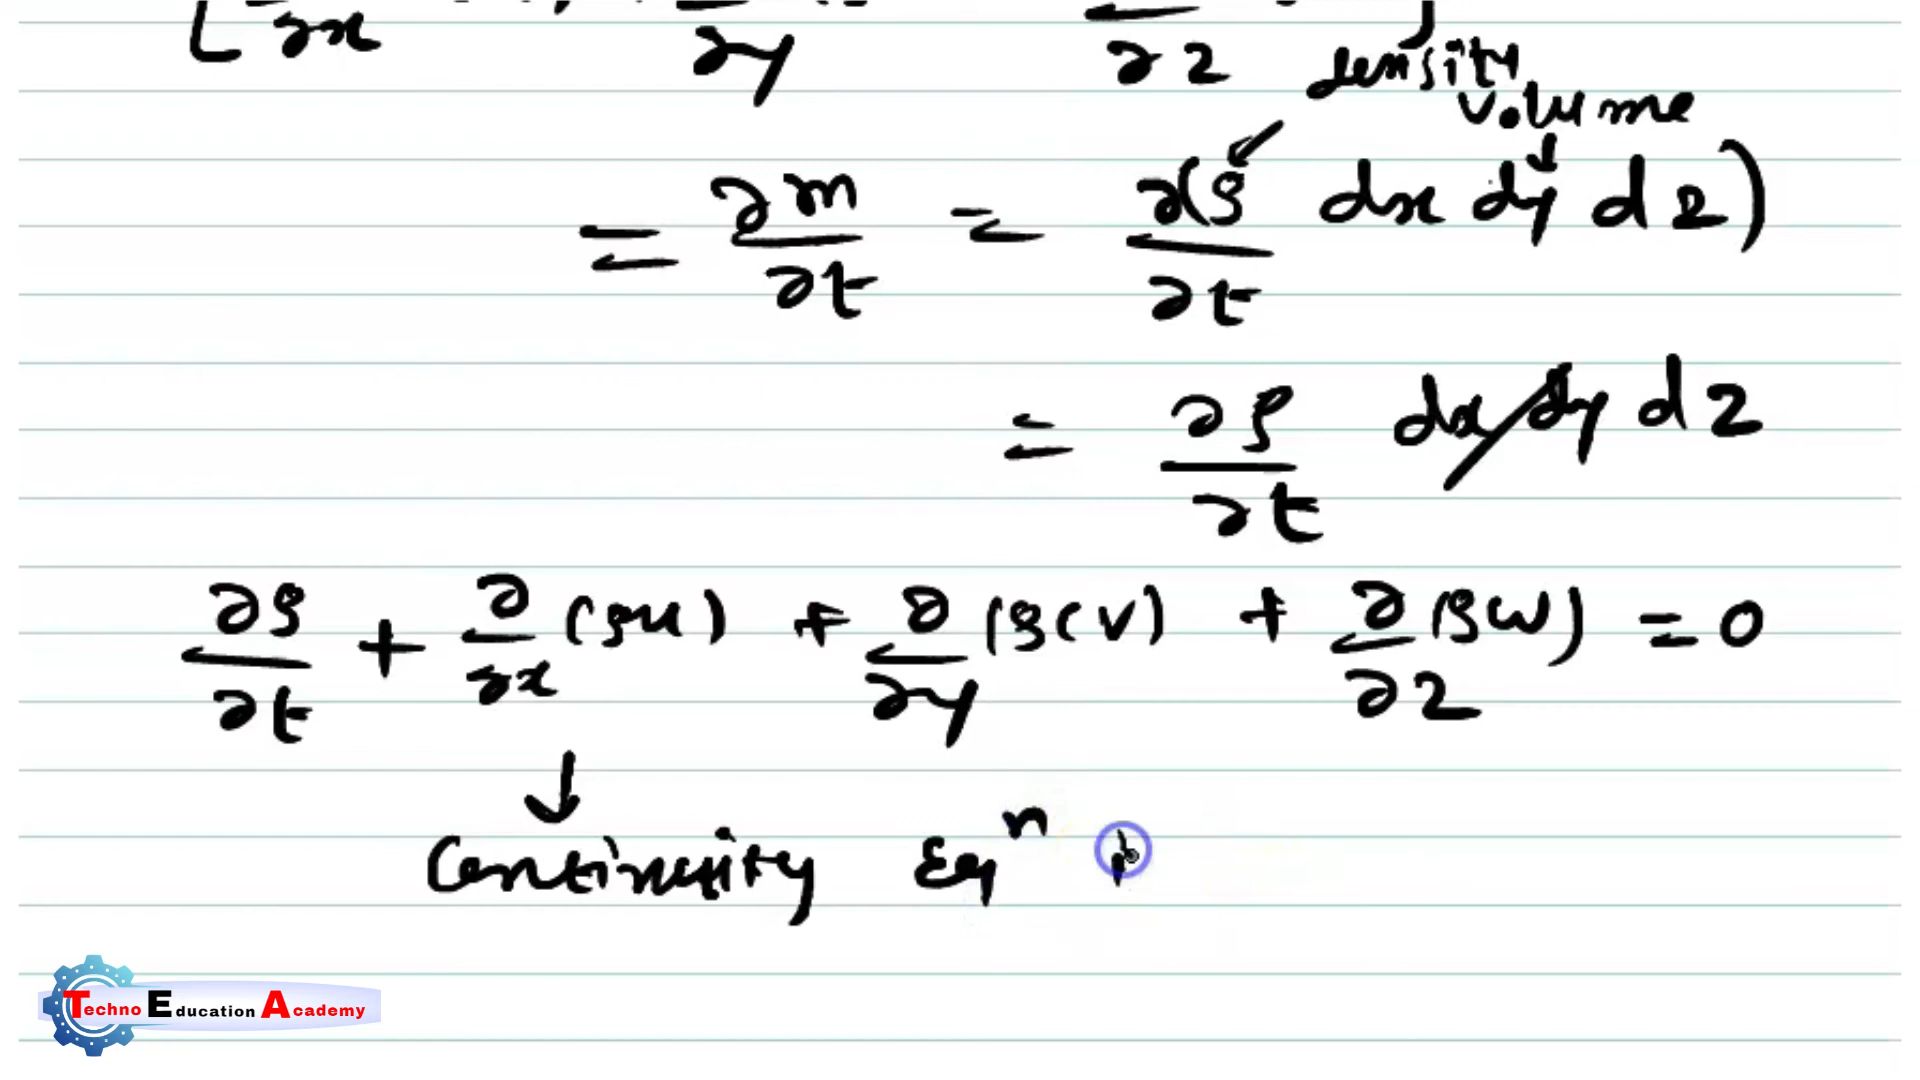 [ ∂x ∂y ∂z ]
density
volume
= ∂m/∂t = ∂(ρ dx dy dz)/∂t
= ∂ρ/∂t dx dy dz
∂ρ/∂t + ∂/∂x (ρu) + ∂/∂y (ρ(v) + ∂/∂z (ρw) = 0
↓
Continuity Eqⁿ
Techno Education Academy